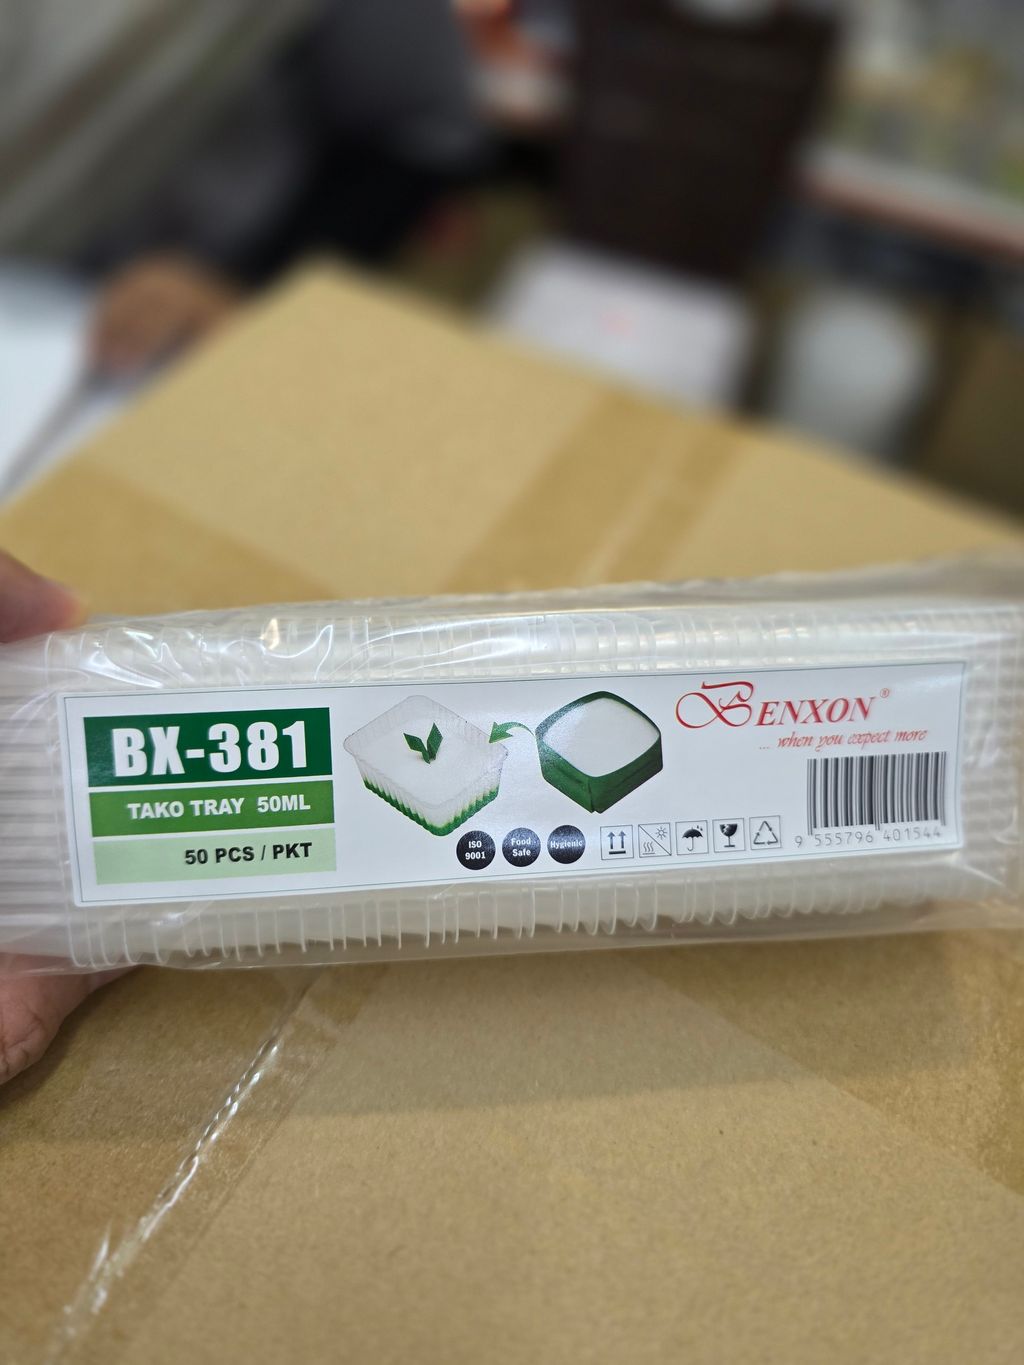 BX-381
TAKO TRAY 50ML
50 PCS / PKT
ISO
9001
Food
Safe
Hygienic
BENXON®
... when you expect more
9 555796 401544